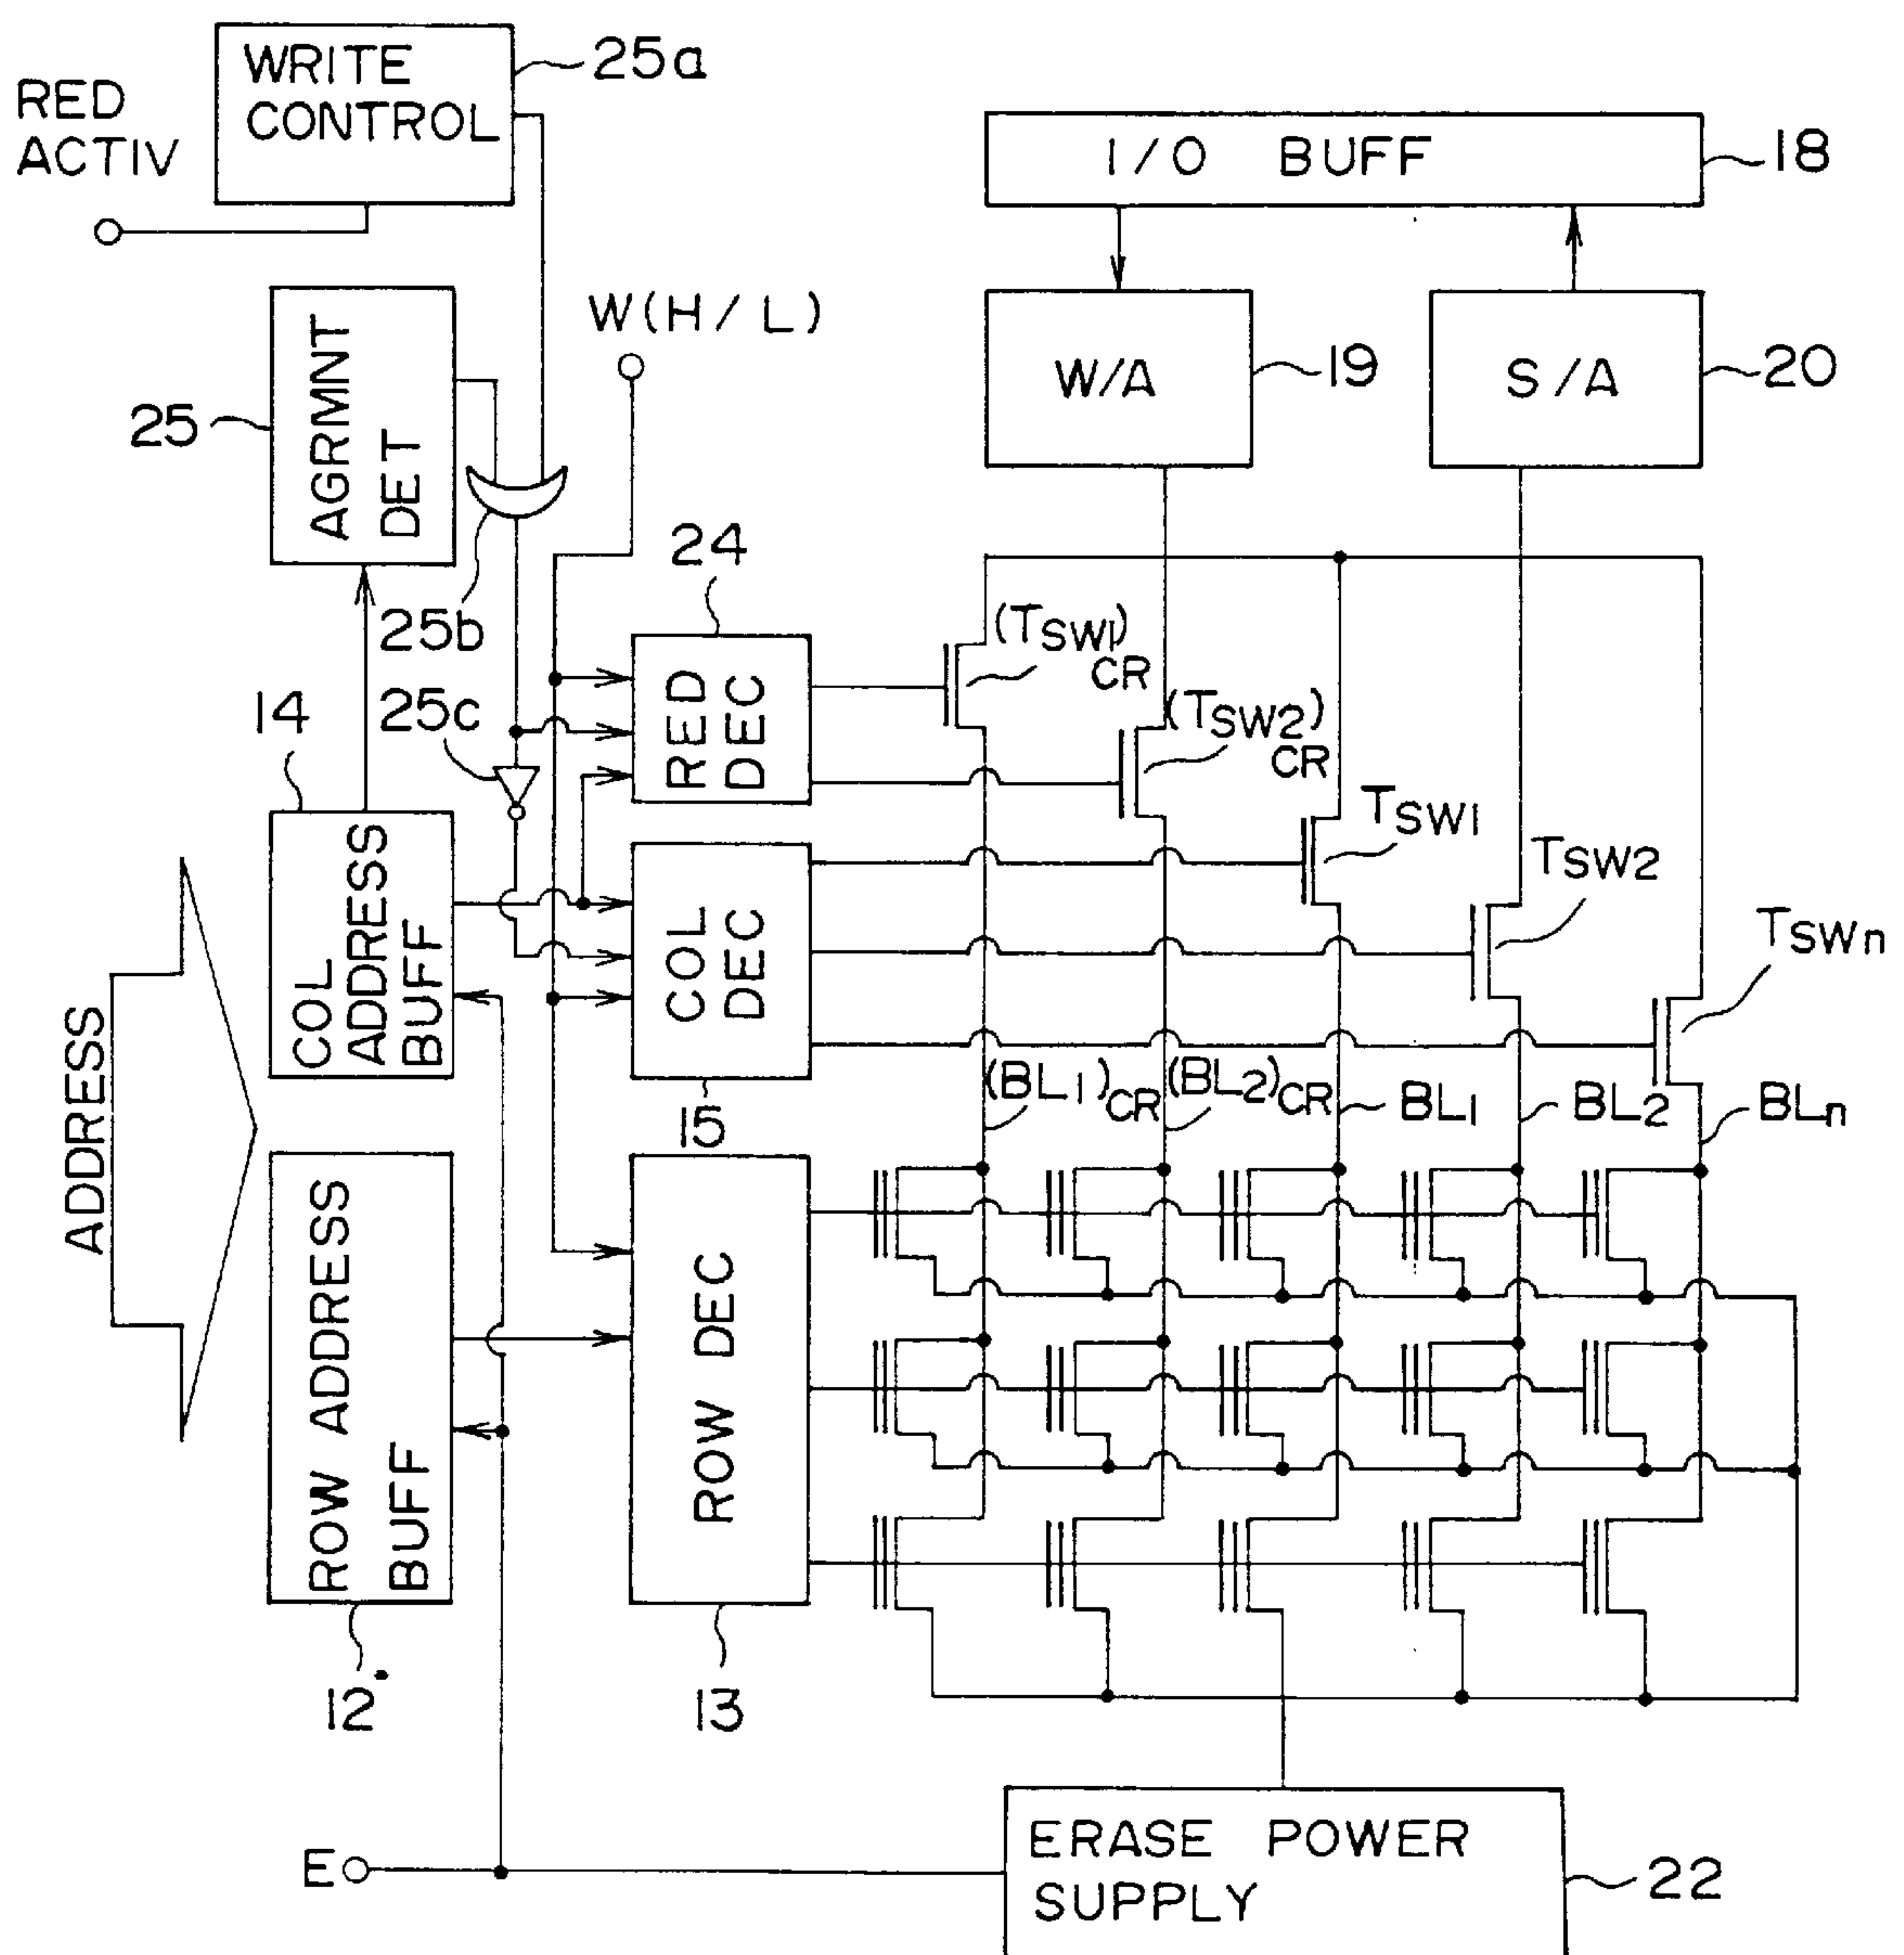 WRITE
CONTROL
25a
RED
ACTIV
I/O BUFF
18
W(H/L)
AGRMNT
DET
25
W/A
19
S/A
20
24
25b
RED
DEC
(TSW1)CR
(TSW2)CR
14
25c
TSW1
TSW2
TSWn
COL
ADDRESS
BUFF
COL
DEC
15
ADDRESS
(BL1)CR
(BL2)CR
BL1
BL2
BLn
ROW ADDRESS
BUFF
12
ROW DEC
13
E
ERASE POWER
SUPPLY
22